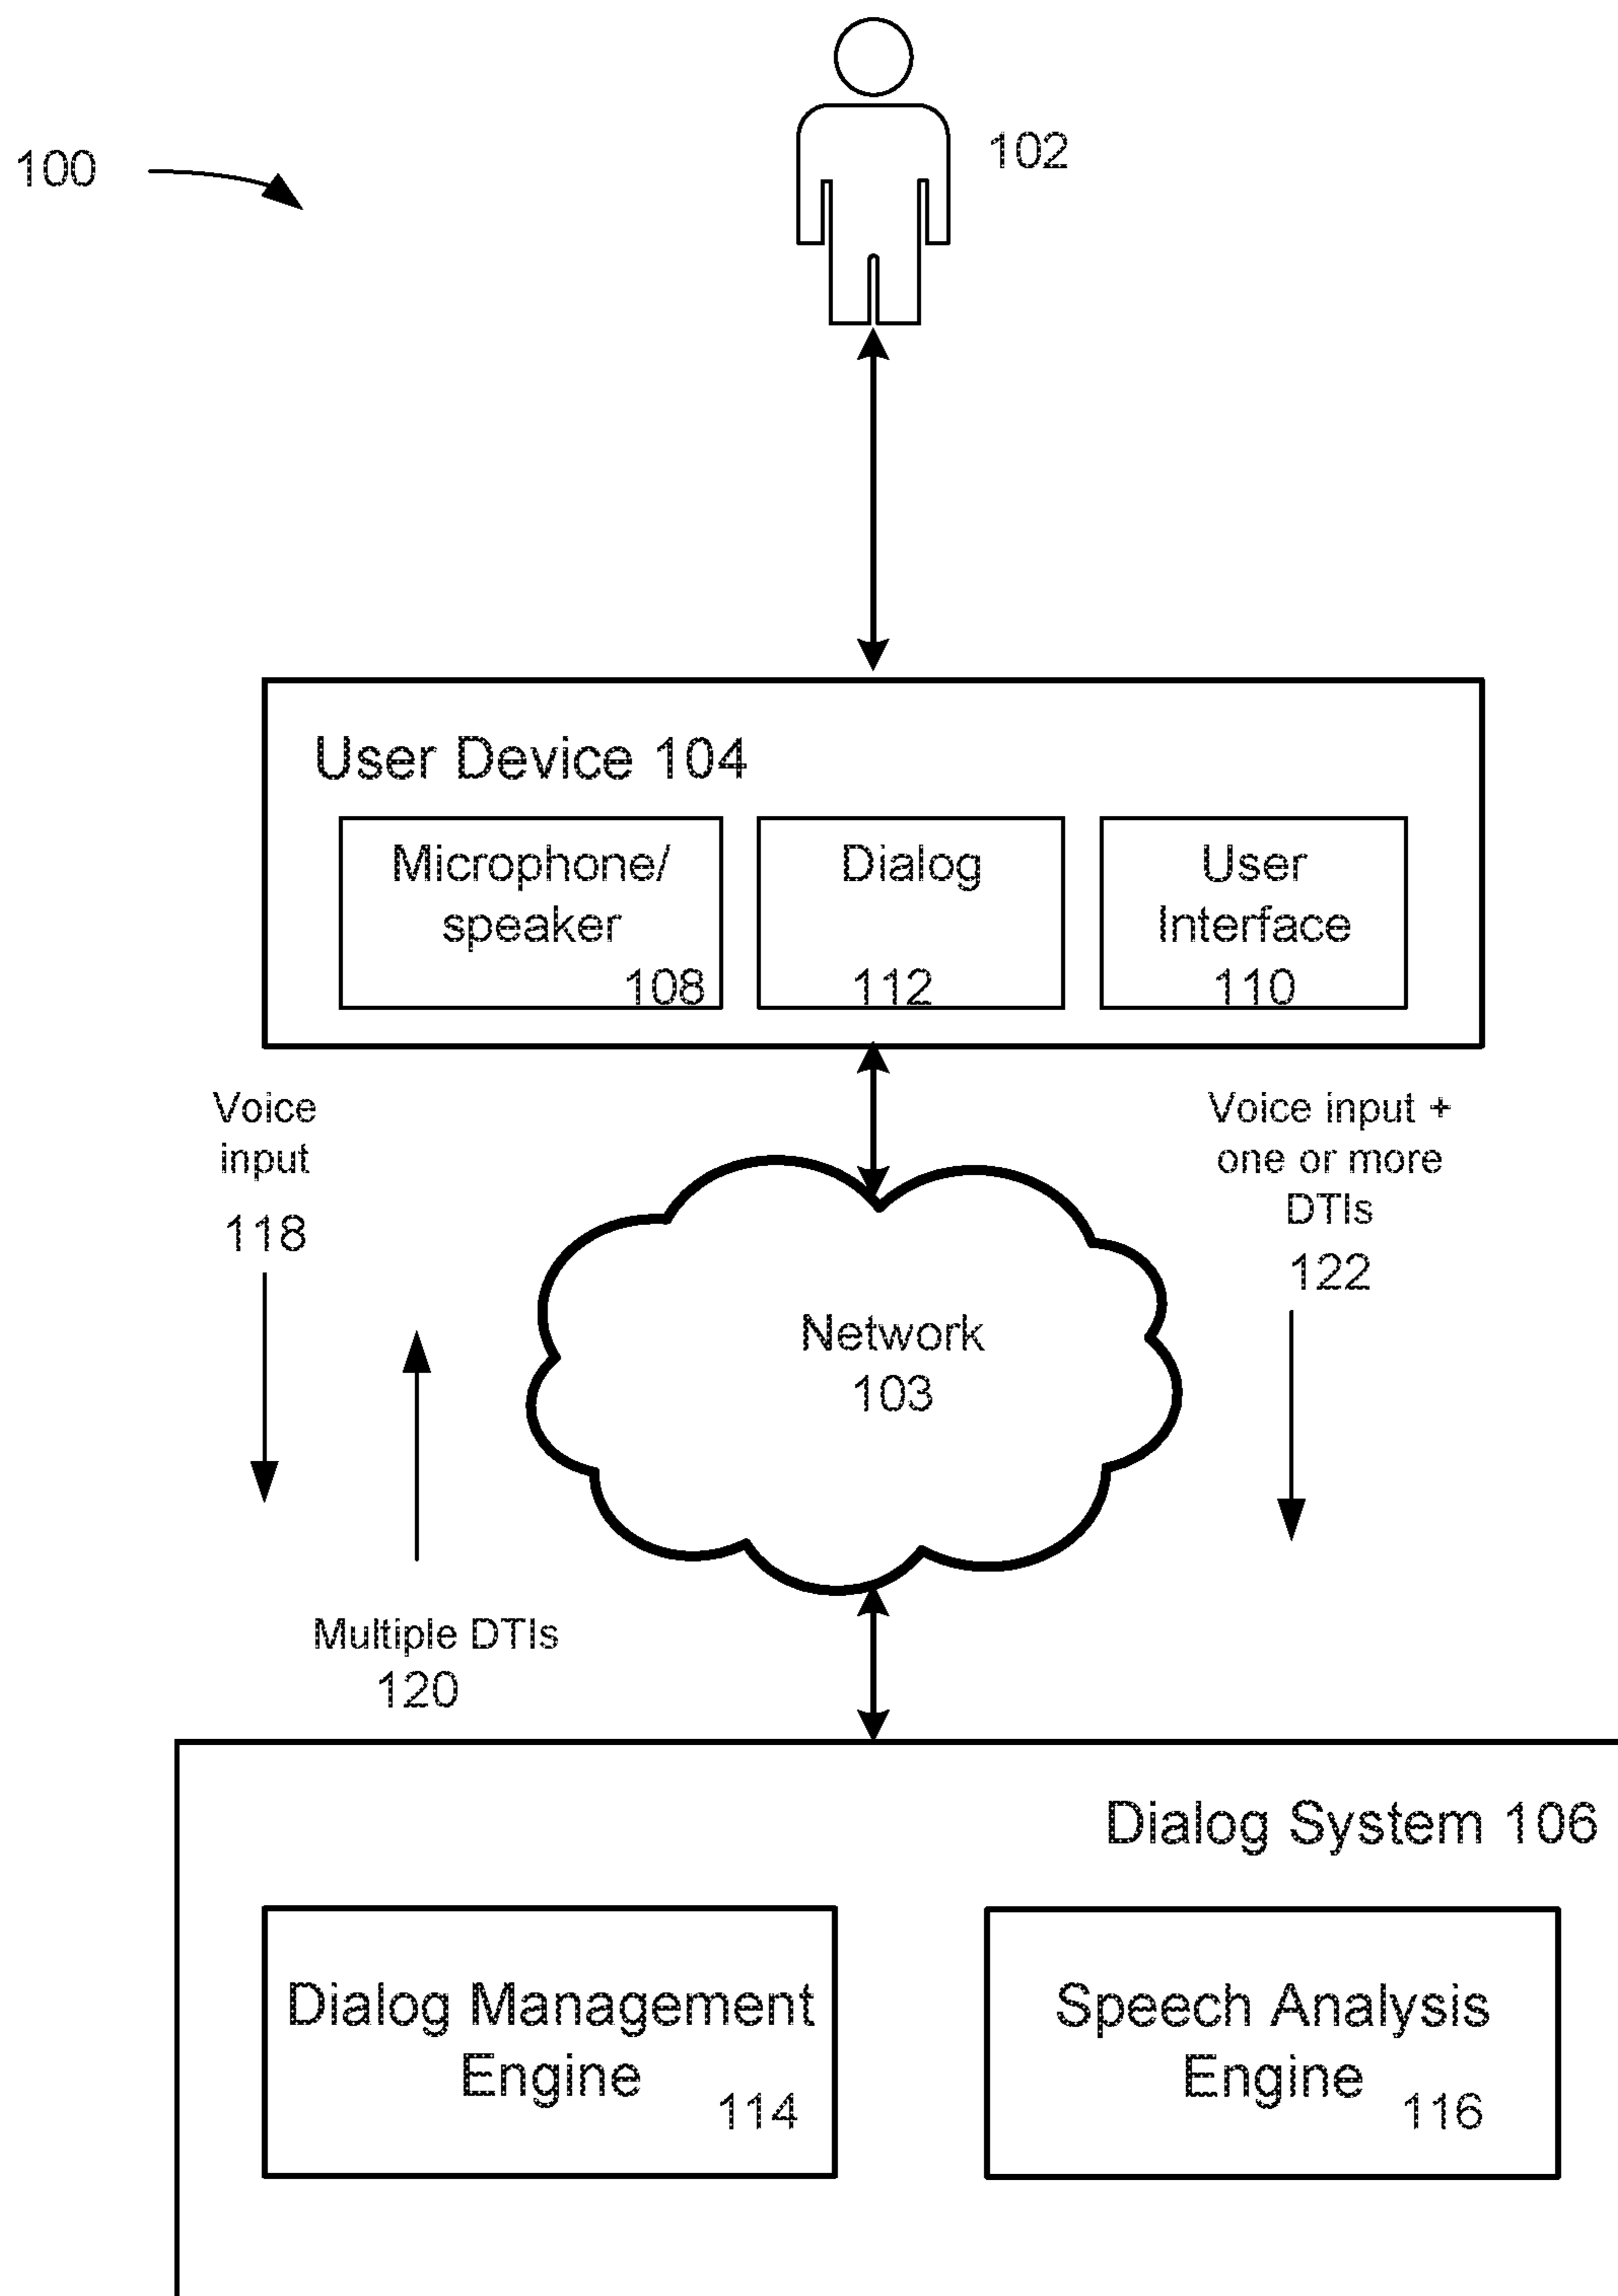 100
102
User Device 104
Microphone/
speaker
108
Dialog
112
User
Interface
110
Voice
input
118
Voice input +
one or more
DTIs
122
Network
103
Multiple DTIs
120
Dialog System 106
Dialog Management
Engine
114
Speech Analysis
Engine
116